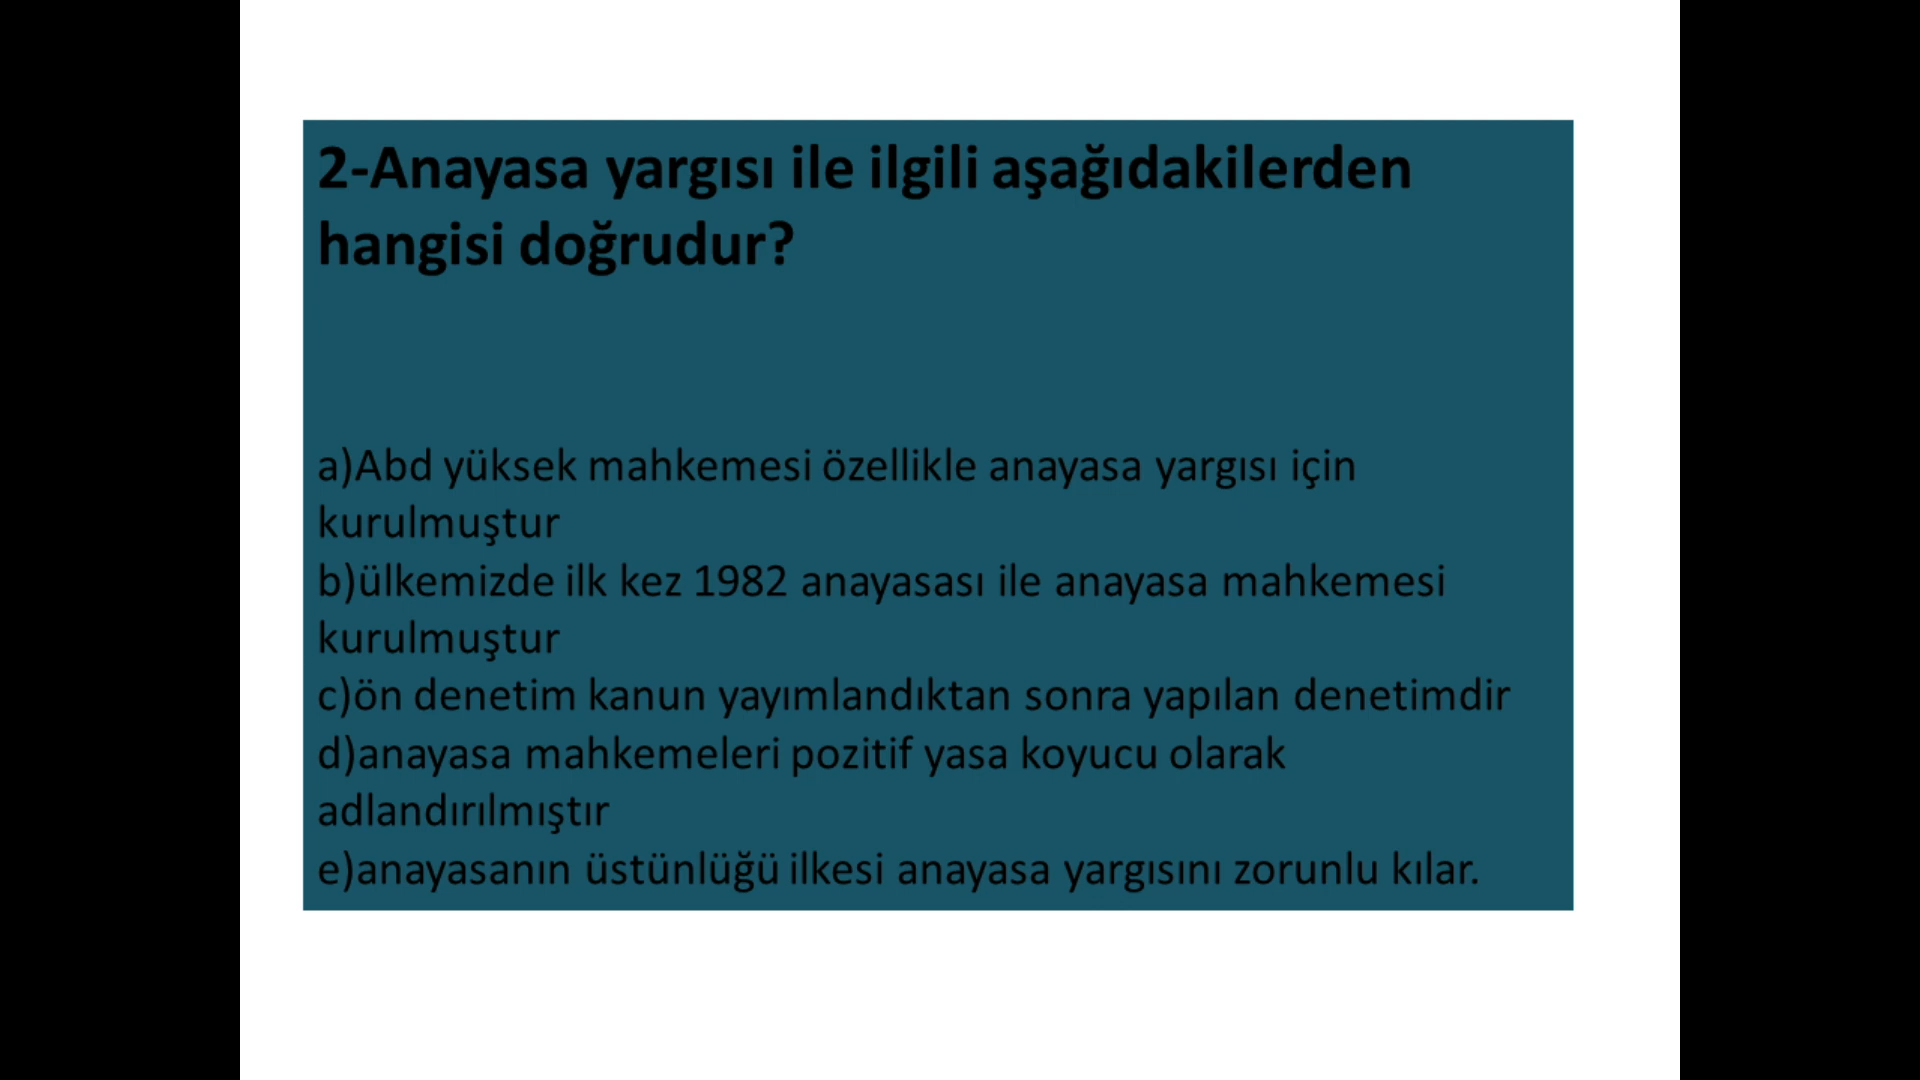 2-Anayasa yargısı ile ilgili aşağıdakilerden
hangisi doğrudur?
a)Abd yüksek mahkemesi özellikle anayasa yargısı için
kurulmuştur
b)ülkemizde ilk kez 1982 anayasası ile anayasa mahkemesi
kurulmuştur
c)ön denetim kanun yayımlandıktan sonra yapılan denetimdir
d)anayasa mahkemeleri pozitif yasa koyucu olarak
adlandırılmıştır
e)anayasanın üstünlüğü ilkesi anayasa yargısını zorunlu kılar.